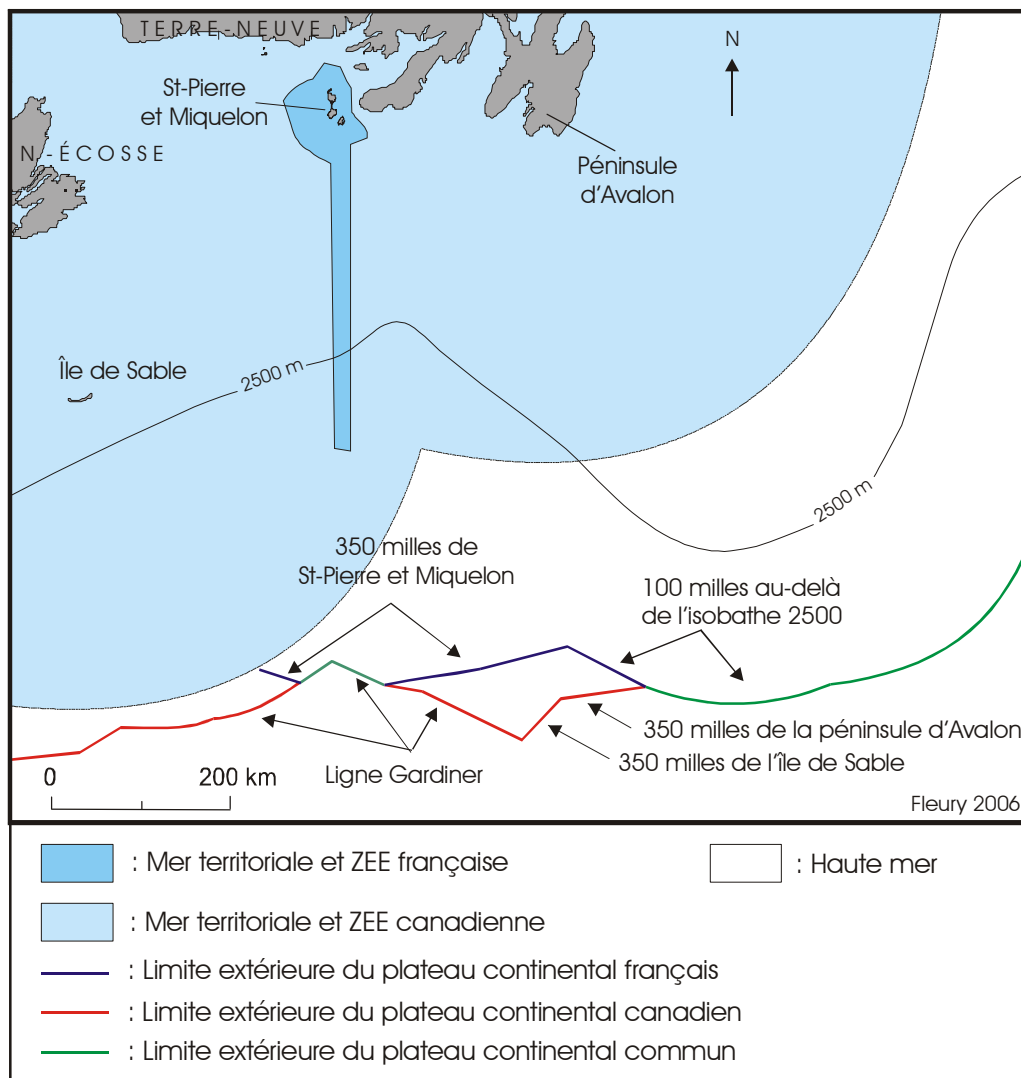 TERRE-NEUVE
N
St-Pierre
et Miquelon
N.-ÉCOSSE
Péninsule
d'Avalon
Île de Sable
2500 m
2500 m
350 milles de
St-Pierre et Miquelon
100 milles au-delà
de l'isobathe 2500
350 milles de la péninsule d'Avalon
350 milles de l'île de Sable
Ligne Gardiner
0 200 km
Fleury 2006
: Mer territoriale et ZEE française
: Haute mer
: Mer territoriale et ZEE canadienne
: Limite extérieure du plateau continental français
: Limite extérieure du plateau continental canadien
: Limite extérieure du plateau continental commun